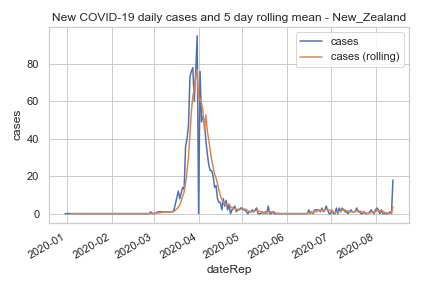 New COVID-19 daily cases and 5 day rolling mean - New_Zealand
cases
cases (rolling)
cases
80
60
40
20
0
2020-01
2020-02
2020-03
2020-04
2020-05
2020-06
2020-07
2020-08
dateRep